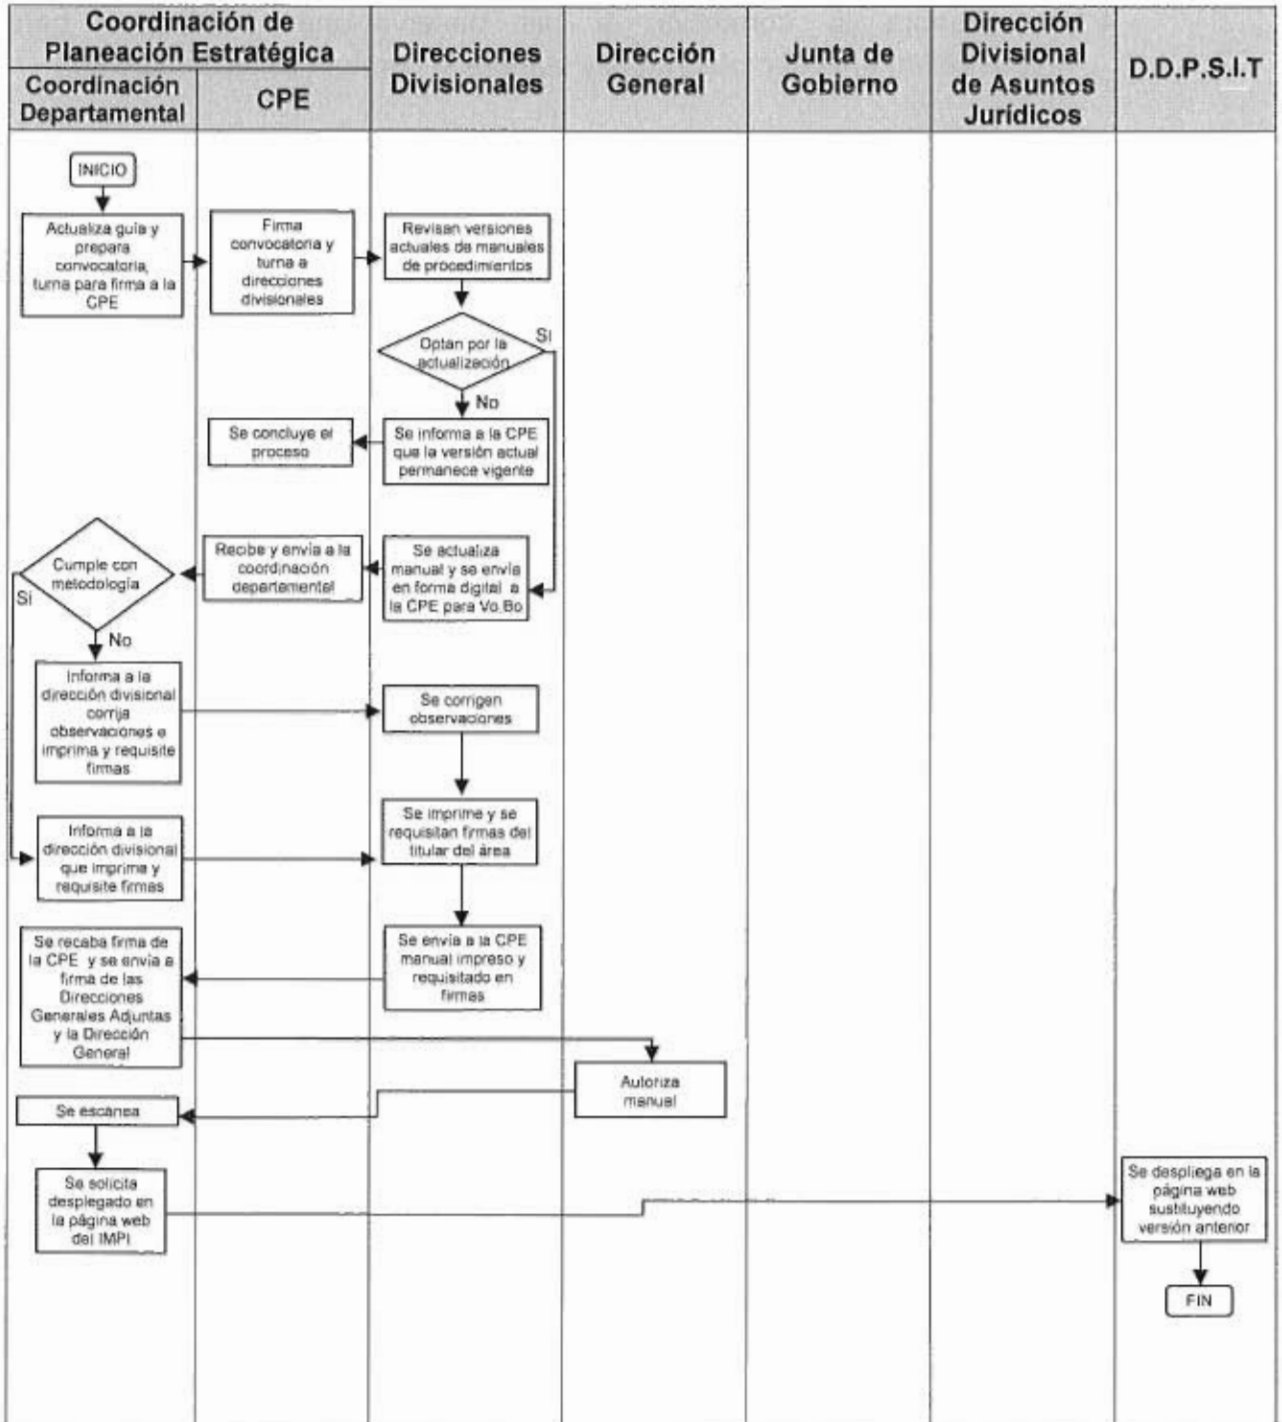 Coordinación de
Planeación Estratégica
Coordinación
Departamental
CPE
Direcciones
Divisionales
Dirección
General
Junta de
Gobierno
Dirección
Divisional
de Asuntos
Jurídicos
D.D.P.S.I.T
INICIO
Actualiza guía y
prepara
convocatoria,
turna para firma a la
CPE
Firma
convocatoria y
turna a
direcciones
divisionales
Revisan versiones
actuales de manuales
de procedimientos
Optan por la
actualización
Si
No
Se informa a la CPE
que la versión actual
permanece vigente
Se concluye el
proceso
Se actualiza
manual y se envía
en forma digital a
la CPE para Vo.Bo
Recibe y envía a la
coordinación
departamental
Cumple con
metodología
Si
No
Informa a la
dirección divisional
corrija
observaciones e
imprima y requisite
firmas
Se corrigen
observaciones
Informa a la
dirección divisional
que imprima y
requisite firmas
Se imprime y se
requisitan firmas del
titular del área
Se envía a la CPE
manual impreso y
requisitado en
firmas
Se recaba firma de
la CPE y se envía a
firma de las
Direcciones
Generales Adjuntas
y la Dirección
General
Autoriza
manual
Se escanea
Se solicita
desplegado en
la página web
del IMPI
Se despliega en la
página web
sustituyendo
versión anterior
FIN